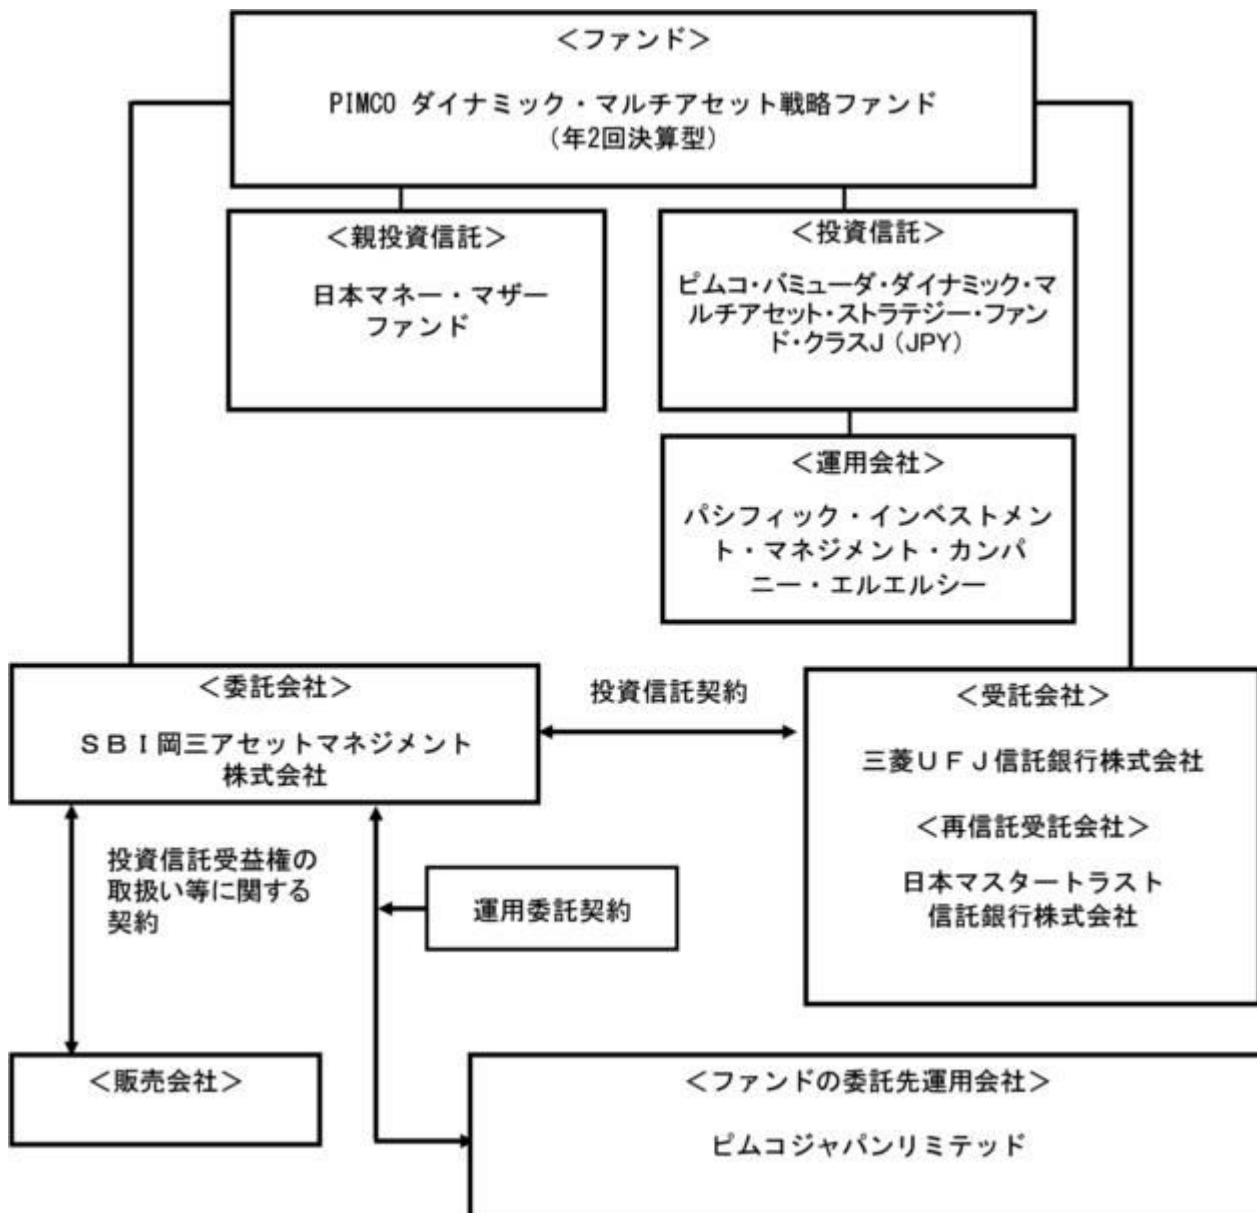 ＜ファンド＞
PIMCO ダイナミック・マルチアセット戦略ファンド
（年2回決算型）
＜親投資信託＞
日本マネー・マザー
ファンド
＜投資信託＞
ピムコ・バミューダ・ダイナミック・マ
ルチアセット・ストラテジー・ファン
ド・クラスJ（JPY）
＜運用会社＞
パシフィック・インベストメン
ト・マネジメント・カンパ
ニー・エルエルシー
＜委託会社＞
ＳＢＩ岡三アセットマネジメント
株式会社
投資信託契約
＜受託会社＞
三菱ＵＦＪ信託銀行株式会社
＜再信託受託会社＞
日本マスタートラスト
信託銀行株式会社
投資信託受益権の
取扱い等に関する
契約
運用委託契約
＜販売会社＞
＜ファンドの委託先運用会社＞
ピムコジャパンリミテッド